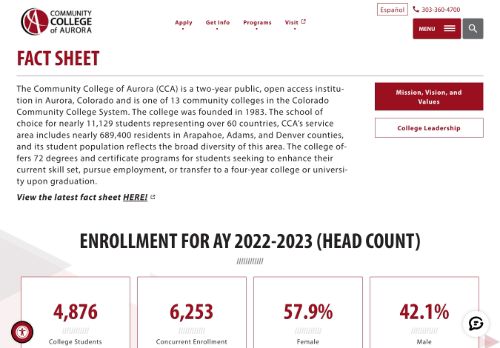 COMMUNITY
COLLEGE
of AURORA
Español
303-360-4700
Apply
Get Info
Programs
Visit
MENU
FACT SHEET
The Community College of Aurora (CCA) is a two-year public, open access institu-
tion in Aurora, Colorado and is one of 13 community colleges in the Colorado
Community College System. The college was founded in 1983. The school of
choice for nearly 11,129 students representing over 60 countries, CCA's service
area includes nearly 689,400 residents in Arapahoe, Adams, and Denver counties,
and its student population reflects the broad diversity of this area. The college of-
fers 72 degrees and certificate programs for students seeking to enhance their
current skill set, pursue employment, or transfer to a four-year college or universi-
ty upon graduation.
View the latest fact sheet HERE!
Mission, Vision, and
Values
College Leadership
ENROLLMENT FOR AY 2022-2023 (HEAD COUNT)
4,876
College Students
6,253
Concurrent Enrollment
57.9%
Female
42.1%
Male